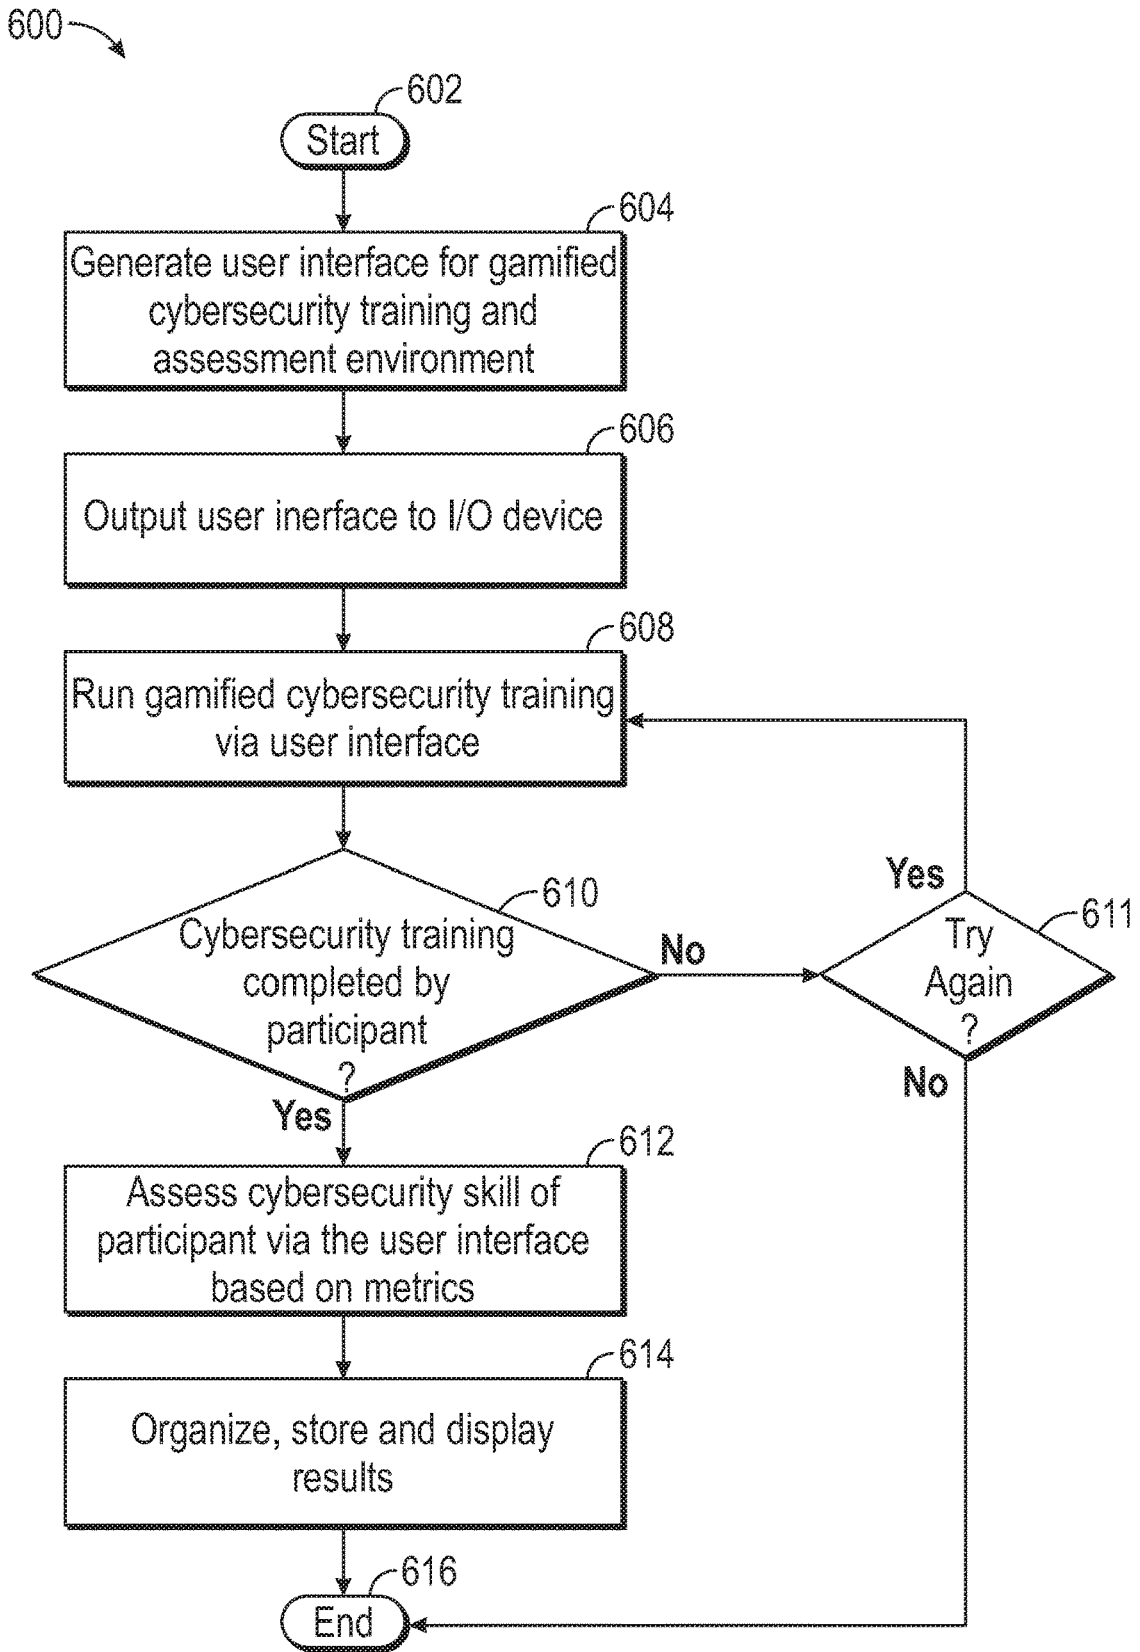 600
602
Start
604
Generate user interface for gamified
cybersecurity training and
assessment environment
606
Output user inerface to I/O device
608
Run gamified cybersecurity training
via user interface
610
Cybersecurity training
completed by
participant
?
No
Yes
611
Try
Again
?
Yes
No
612
Assess cybersecurity skill of
participant via the user interface
based on metrics
614
Organize, store and display
results
616
End